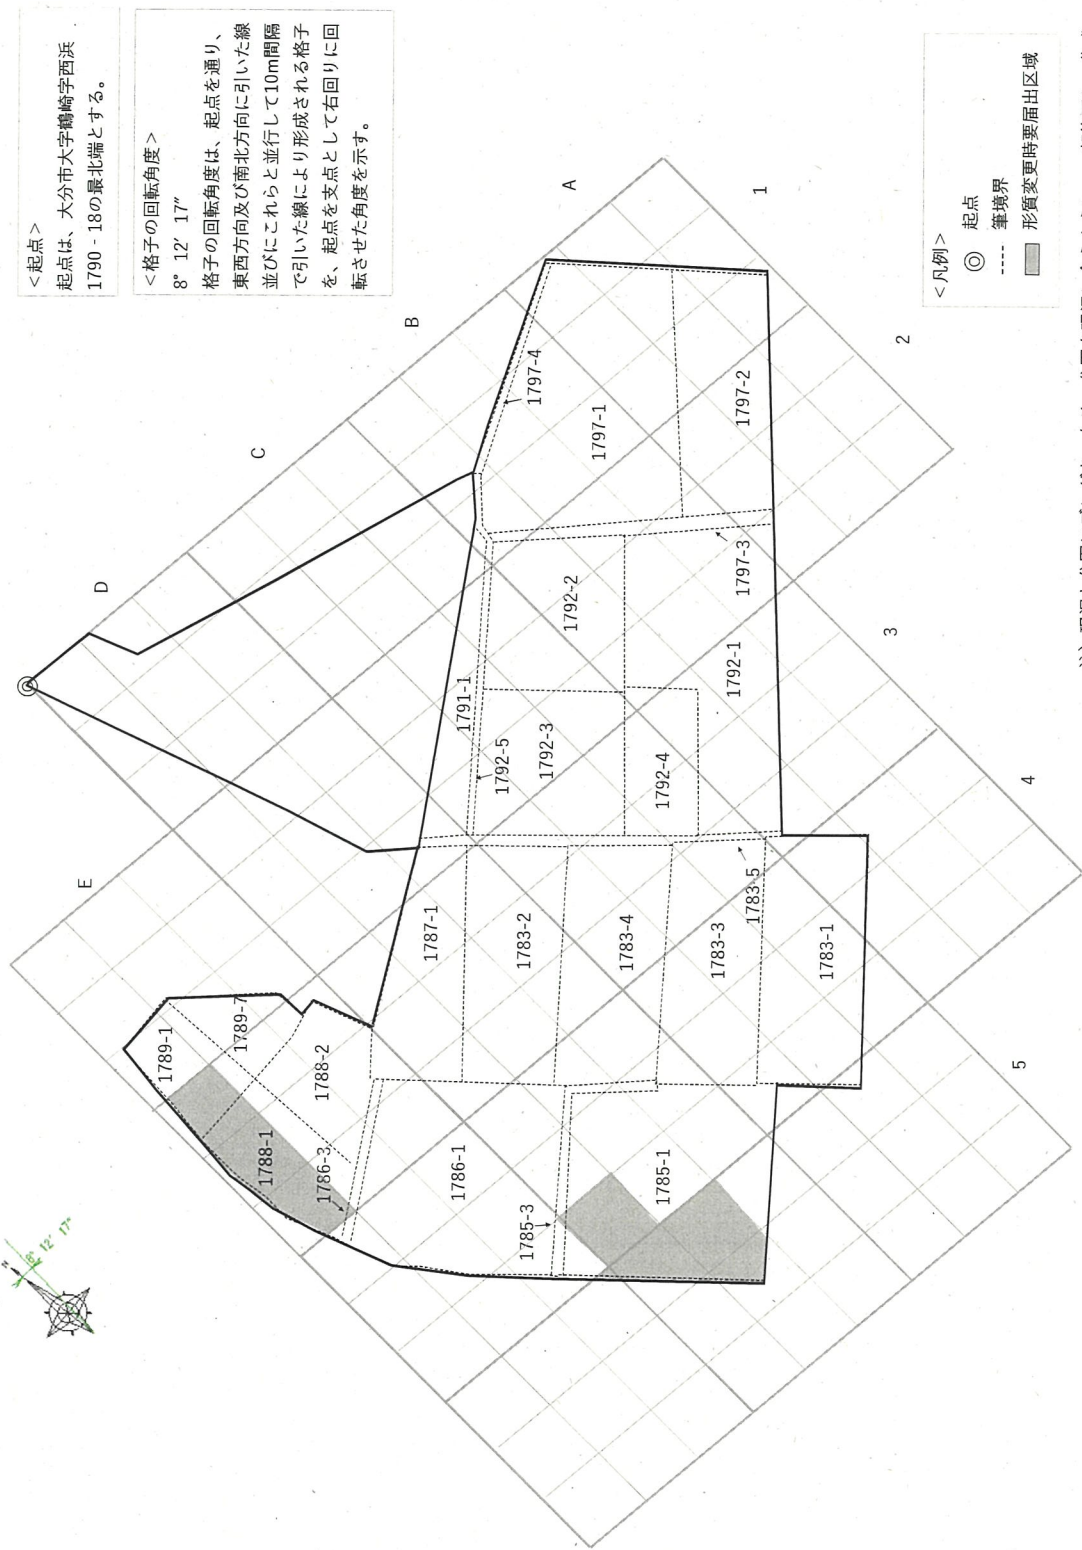 <起点>
起点は、大分市大字鶴崎字西浜
1790‐18の最北端とする。
<格子の回転角度>
8° 12′ 17″
格子の回転角度は、起点を通り、
東西方向及び南北方向に引いた線
並びにこれらと並行して10m間隔
で引いた線により形成される格子
を、起点を支点として右回りに回
転させた角度を示す。
<凡例>
起点
筆境界
形質変更時要届出区域
A
B
C
D
E
1
2
3
4
5
N
8° 12′ 17″
1797-4
1797-1
1797-2
1797-3
1792-2
1791-1
1792-5
1792-3
1792-1
1792-4
1787-1
1783-2
1783-4
1783-3
1783-5
1783-1
1789-1
1789-7
1788-2
1788-1
1786-3
1786-1
1785-3
1785-1